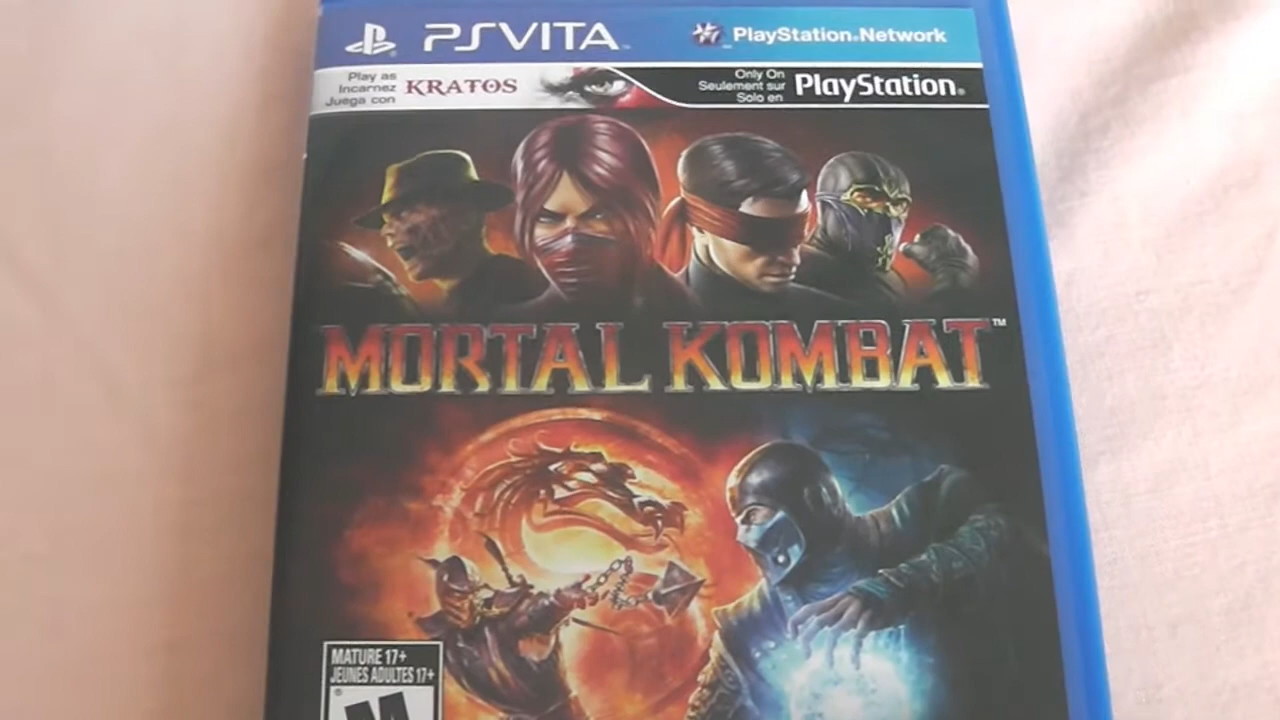 PSVITA
PlayStation®Network
Play as
Incarnez
Juega con
KRATOS
Only On
Seulement sur
Solo en
PlayStation®
MORTAL KOMBAT™
MATURE 17+
JEUNES ADULTES 17+
M